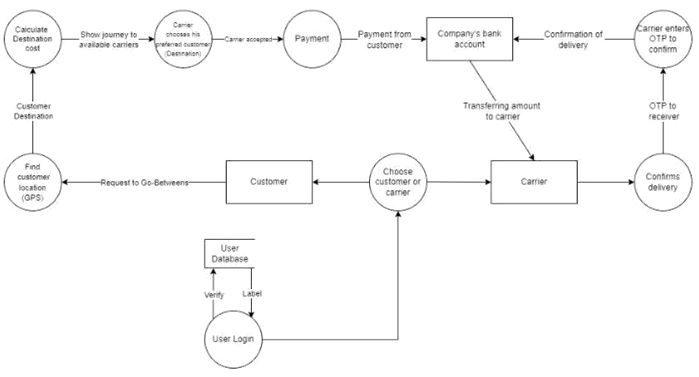 Calculate
Destination
cost
Show journey to
available carriers
Carrier
chooses his
preferred customer
(Destination)
Carrier accepted
Payment
Payment from
customer
Company's bank
account
Confirmation of
delivery
Carrier enters
OTP to
confirm
Customer
Destination
Transferring amount
to carrier
OTP to
receiver
Find
customer
location
(GPS)
Request to Go-Betweens
Customer
Choose
customer or
carrier
Carrier
Confirms
delivery
User
Database
Verify
Label
User Login